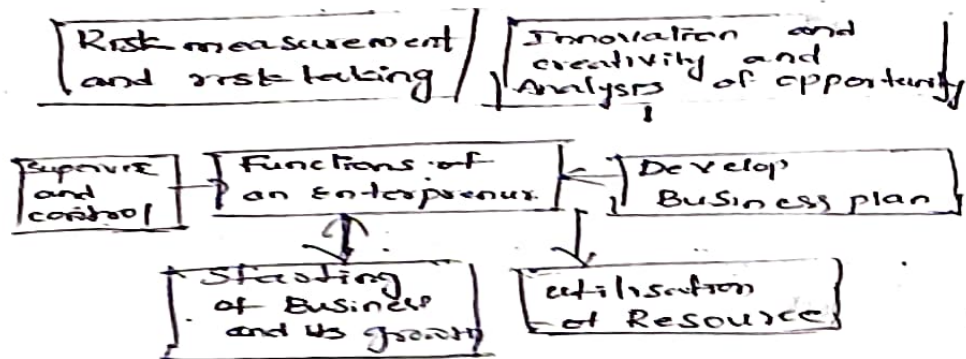 Risk measurement
and risk taking
Innovation and
creativity and
Analysis of opportunity
Supervise
and
control
Functions of
an Enterprenur.
Develop
Business plan
Starting
of Business
and its growth
utilisation
of Resource